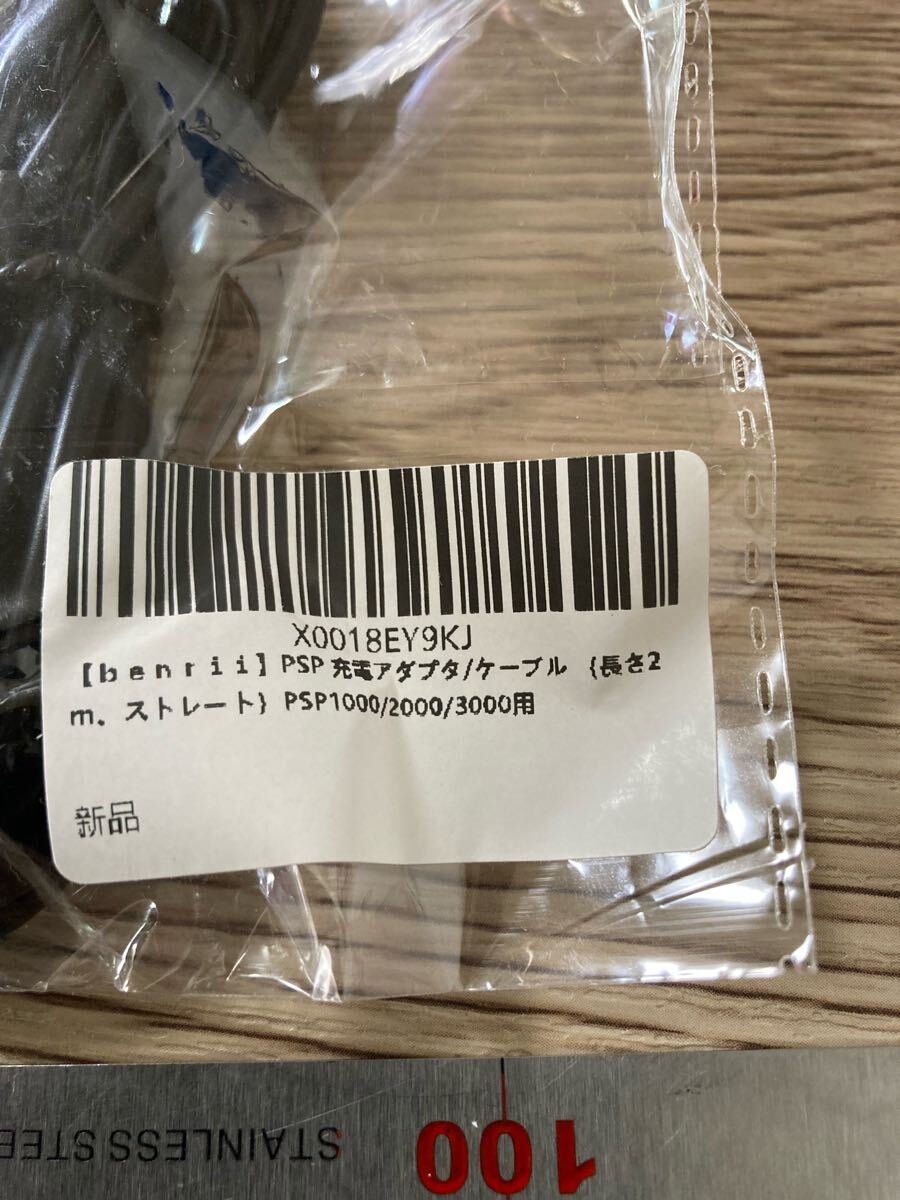 X0018EY9KJ
【benrii】PSP 充電アダプタ/ケーブル {長さ2
m、ストレート} PSP1000/2000/3000用
新品
STAINLESS STEE
100